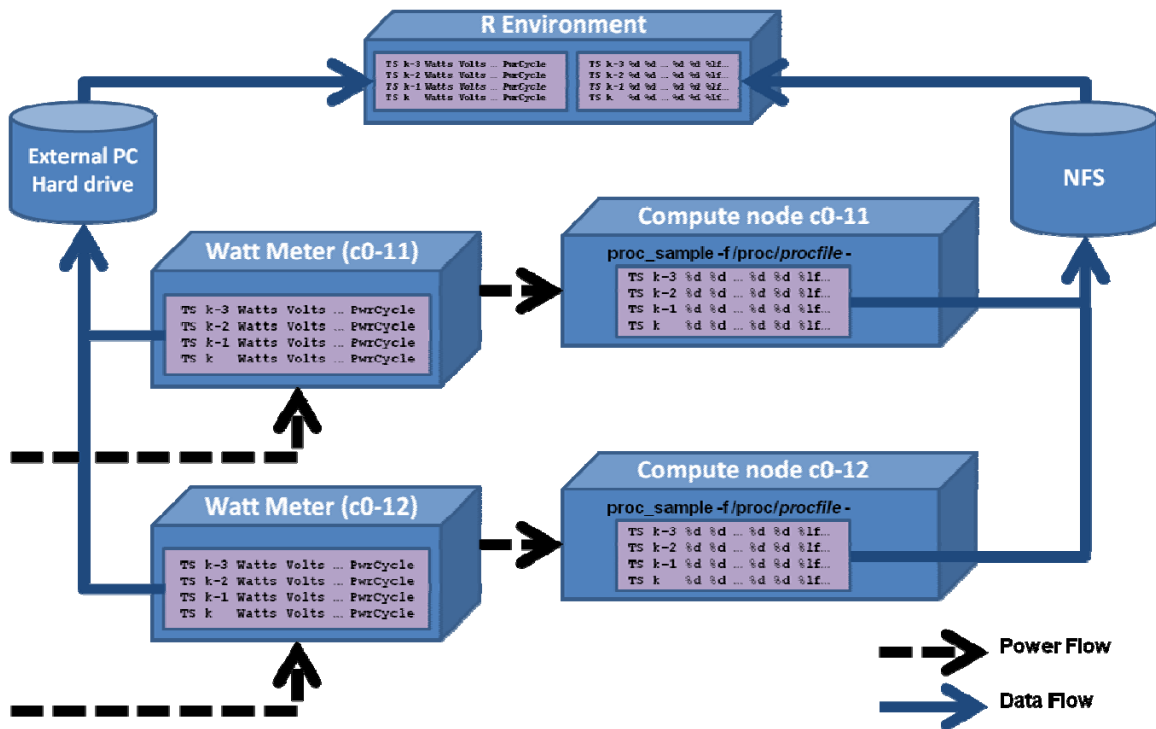 R Environment
TS k-3 Watts Volts … PwrCycle
TS k-2 Watts Volts … PwrCycle
TS k-1 Watts Volts … PwrCycle
TS k Watts Volts … PwrCycle
TS k-3 %d %d … %d %d %lf…
TS k-2 %d %d … %d %d %lf…
TS k-1 %d %d … %d %d %lf…
TS k %d %d … %d %d %lf…
External PC
Hard drive
NFS
Watt Meter (c0-11)
TS k-3 Watts Volts … PwrCycle
TS k-2 Watts Volts … PwrCycle
TS k-1 Watts Volts … PwrCycle
TS k Watts Volts … PwrCycle
Compute node c0-11
proc_sample -f /proc/procfile -
TS k-3 %d %d … %d %d %lf…
TS k-2 %d %d … %d %d %lf…
TS k-1 %d %d … %d %d %lf…
TS k %d %d … %d %d %lf…
Watt Meter (c0-12)
TS k-3 Watts Volts … PwrCycle
TS k-2 Watts Volts … PwrCycle
TS k-1 Watts Volts … PwrCycle
TS k Watts Volts … PwrCycle
Compute node c0-12
proc_sample -f /proc/procfile -
TS k-3 %d %d … %d %d %lf…
TS k-2 %d %d … %d %d %lf…
TS k-1 %d %d … %d %d %lf…
TS k %d %d … %d %d %lf…
Power Flow
Data Flow